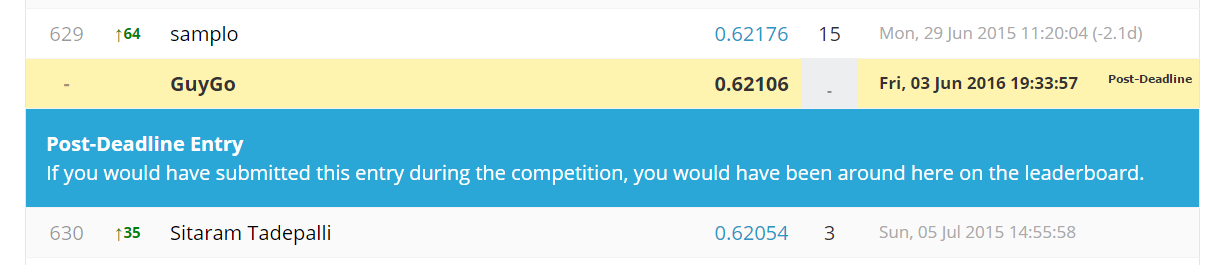 629 ↑64 samplo 0.62176 15 Mon, 29 Jun 2015 11:20:04 (-2.1d)
- GuyGo 0.62106 - Fri, 03 Jun 2016 19:33:57 Post-Deadline
Post-Deadline Entry
If you would have submitted this entry during the competition, you would have been around here on the leaderboard.
630 ↑35 Sitaram Tadepalli 0.62054 3 Sun, 05 Jul 2015 14:55:58